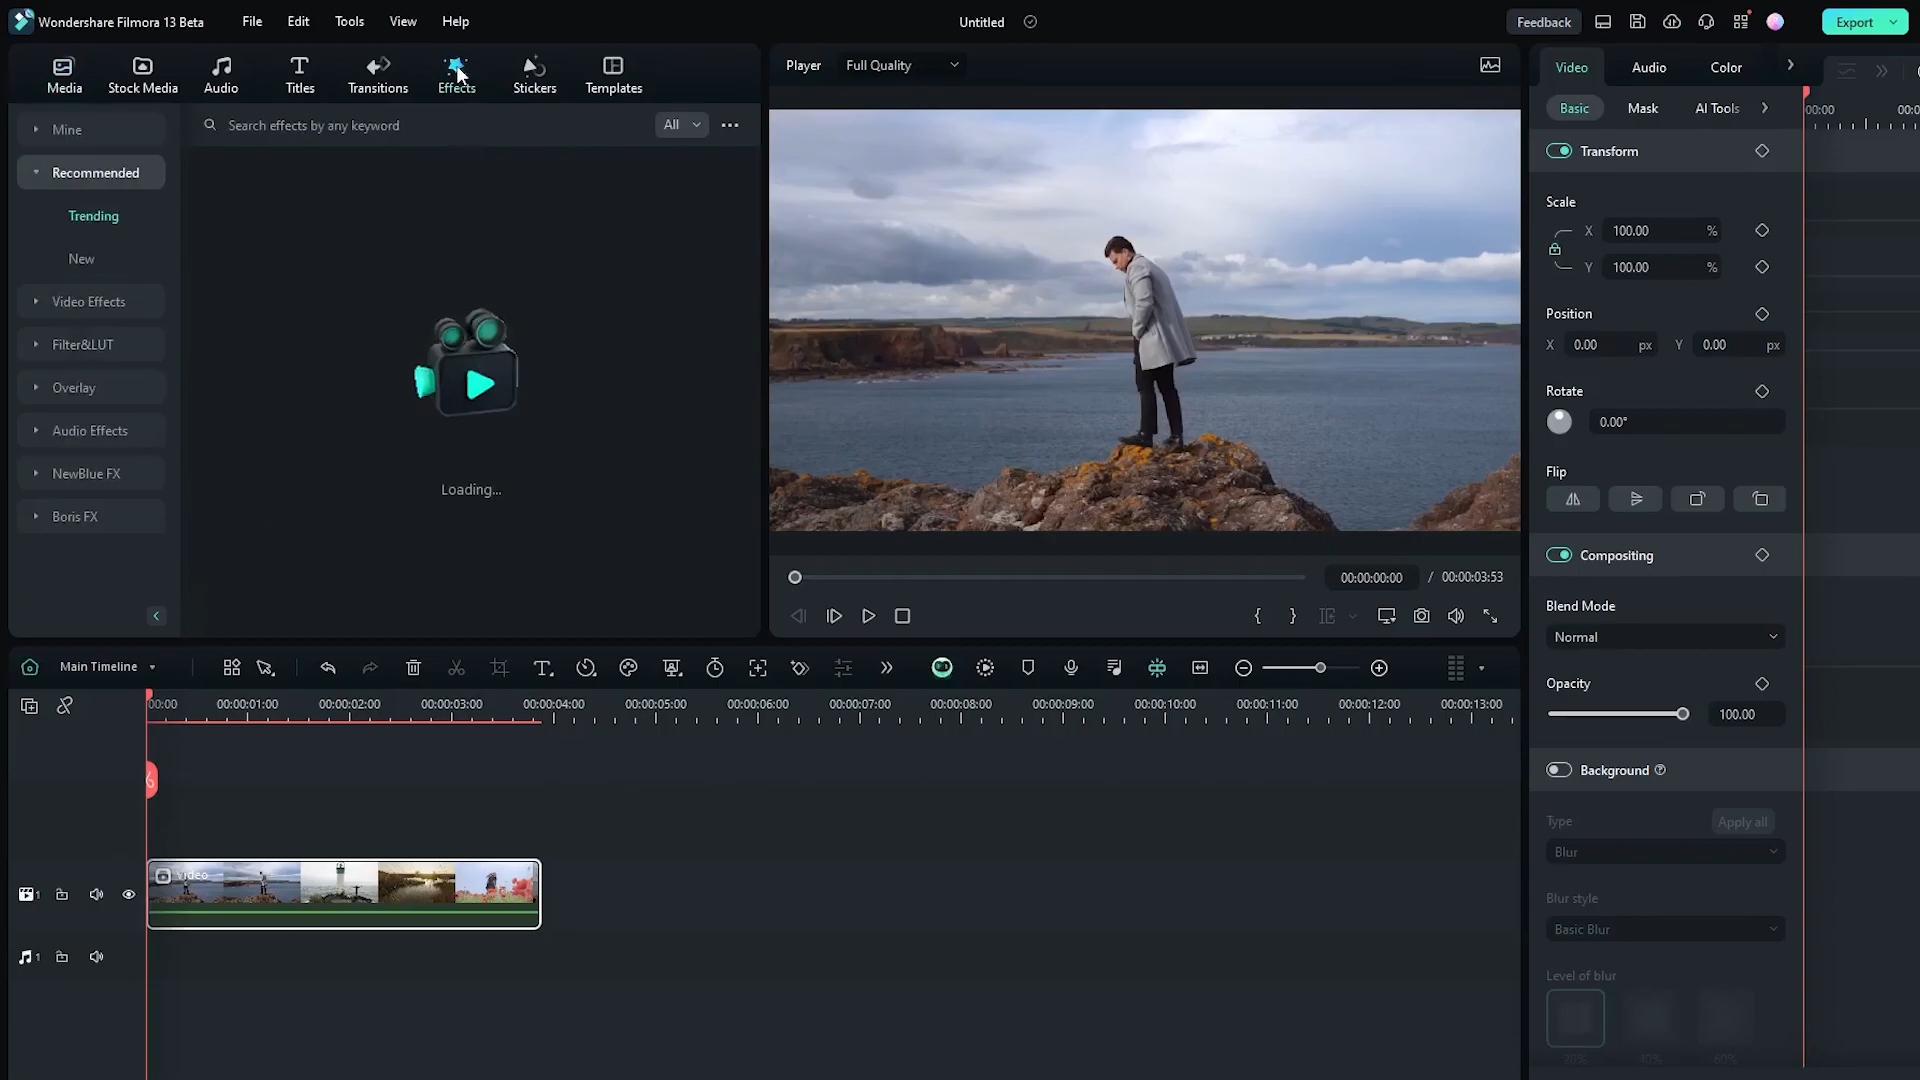 Wondershare Filmora 13 Beta
File
Edit
Tools
View
Help
Untitled
Feedback
Export
Media
Stock Media
Audio
Titles
Transitions
Effects
Stickers
Templates
Player
Full Quality
Video
Audio
Color
Mine
Recommended
Trending
New
Video Effects
Filter&LUT
Overlay
Audio Effects
NewBlue FX
Boris FX
Search effects by any keyword
All
Loading...
00:00:00:00 / 00:00:03:53
Basic
Mask
AI Tools
Transform
Scale
X 100.00 %
Y 100.00 %
Position
X 0.00 px Y 0.00 px
Rotate
0.00°
Flip
Compositing
Blend Mode
Normal
Opacity
100.00
Background
Type
Apply all
Blur
Blur style
Basic Blur
Level of blur
20% 40% 60%
Main Timeline
00:00 00:00:01:00 00:00:02:00 00:00:03:00 00:00:04:00 00:00:05:00 00:00:06:00 00:00:07:00 00:00:08:00 00:00:09:00 00:00:10:00 00:00:11:00 00:00:12:00 00:00:13:00
Video
1
1
00:00